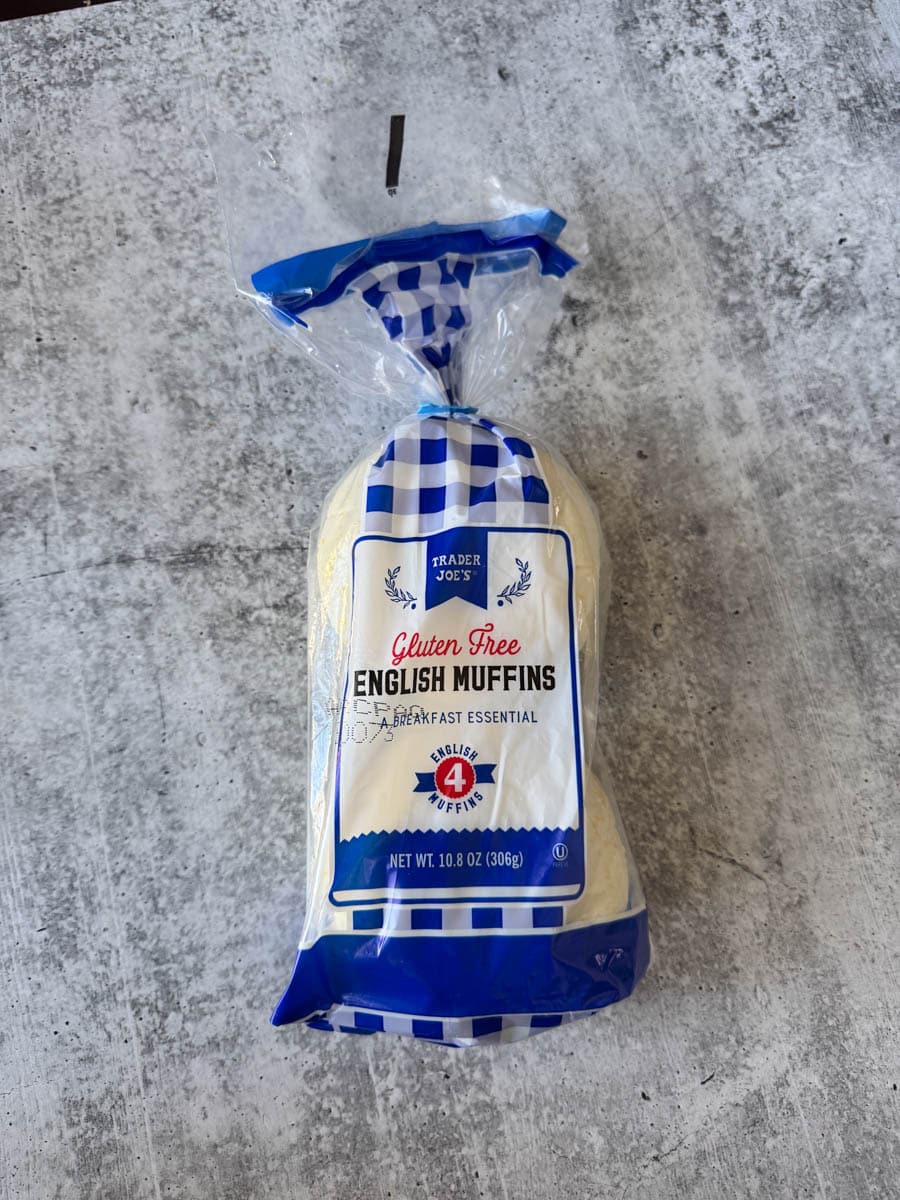 TRADER
JOE'S
Gluten Free
ENGLISH MUFFINS
A BREAKFAST ESSENTIAL
ENGLISH
4
MUFFINS
NET WT. 10.8 OZ (306g)
U